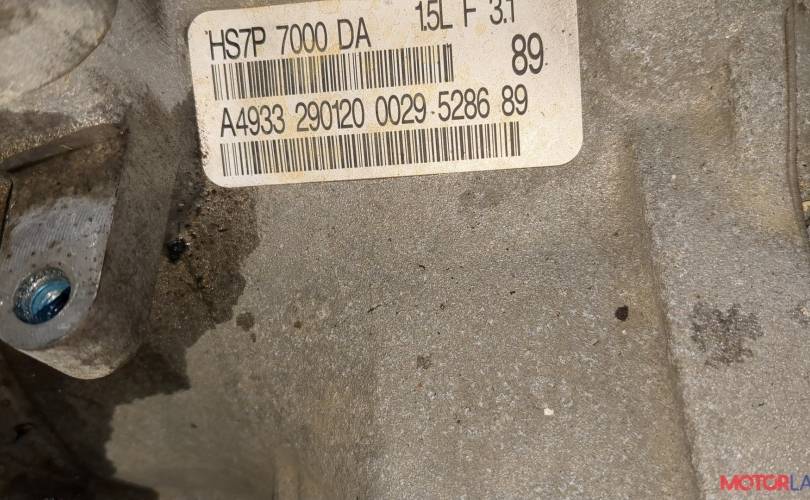 HS7P 7000 DA 1.5L F 3.1
89
A4933 290120 0029-5286 89
MOTORLA